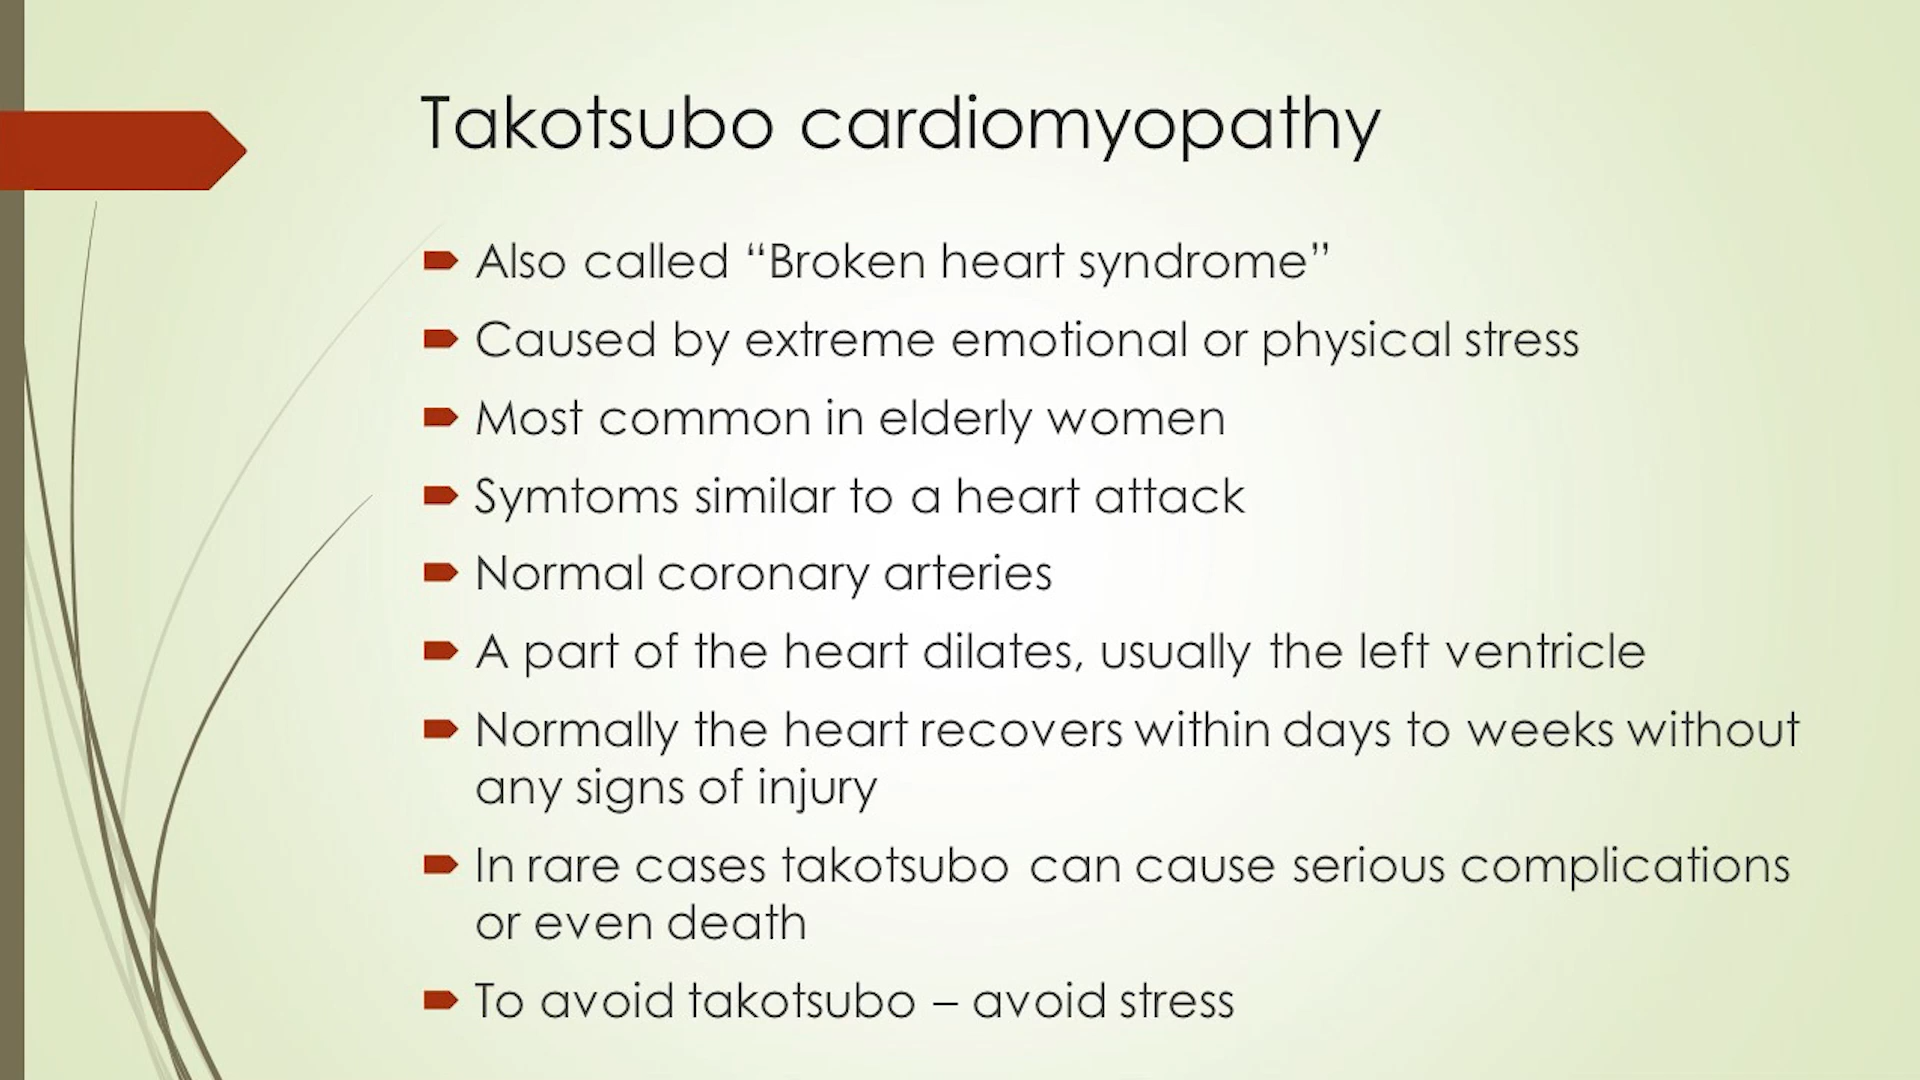 Takotsubo cardiomyopathy
Also called “Broken heart syndrome”
Caused by extreme emotional or physical stress
Most common in elderly women
Symtoms similar to a heart attack
Normal coronary arteries
A part of the heart dilates, usually the left ventricle
Normally the heart recovers within days to weeks without
any signs of injury
In rare cases takotsubo can cause serious complications
or even death
To avoid takotsubo – avoid stress